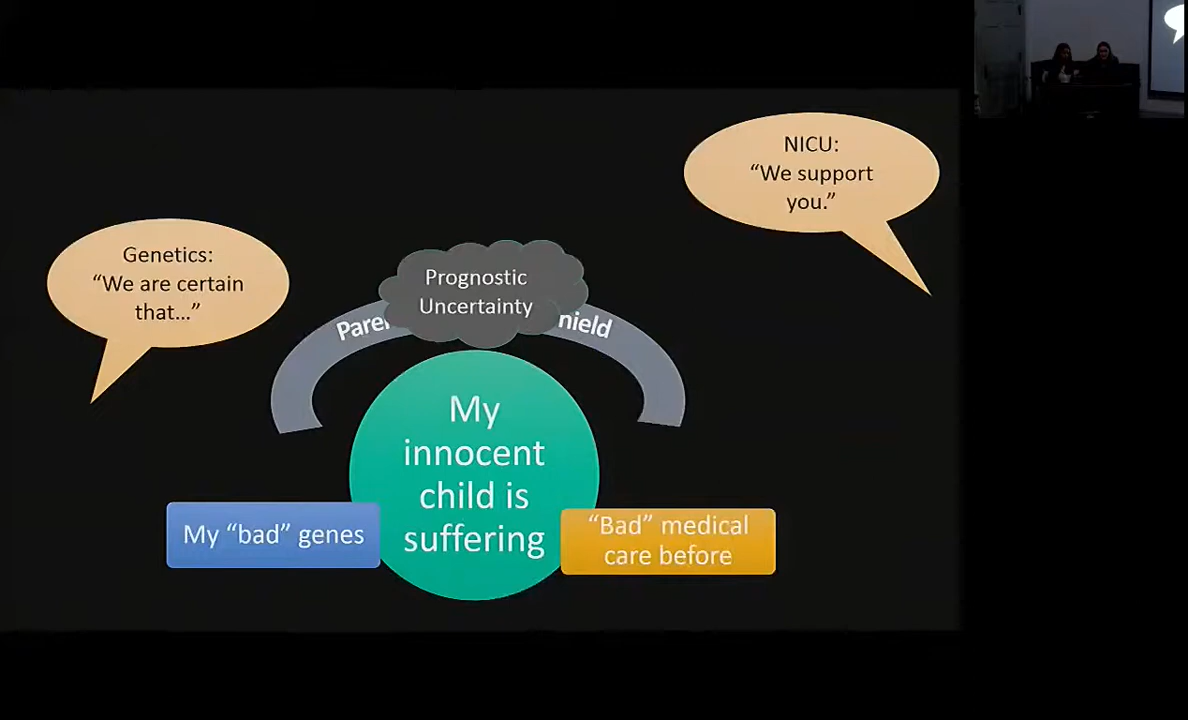 NICU:
“We support
you.”
Genetics:
“We are certain
that...”
Prognostic
Uncertainty
My
innocent
child is
suffering
My “bad” genes
“Bad” medical
care before